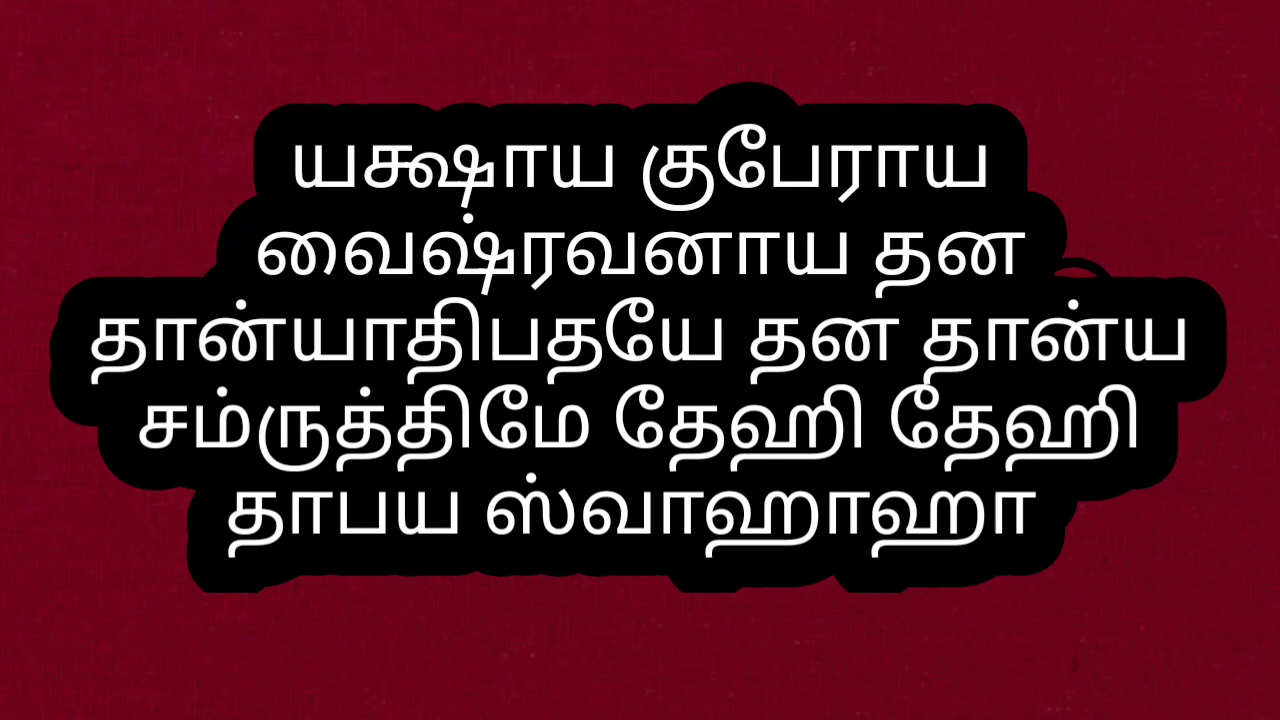 யக்ஷாய குபேராய
வைஷ்ரவனாய தன
தான்யாதிபதயே தன தான்ய
சம்ருத்திமே தேஹி தேஹி
தாபய ஸ்வாஹாஹா